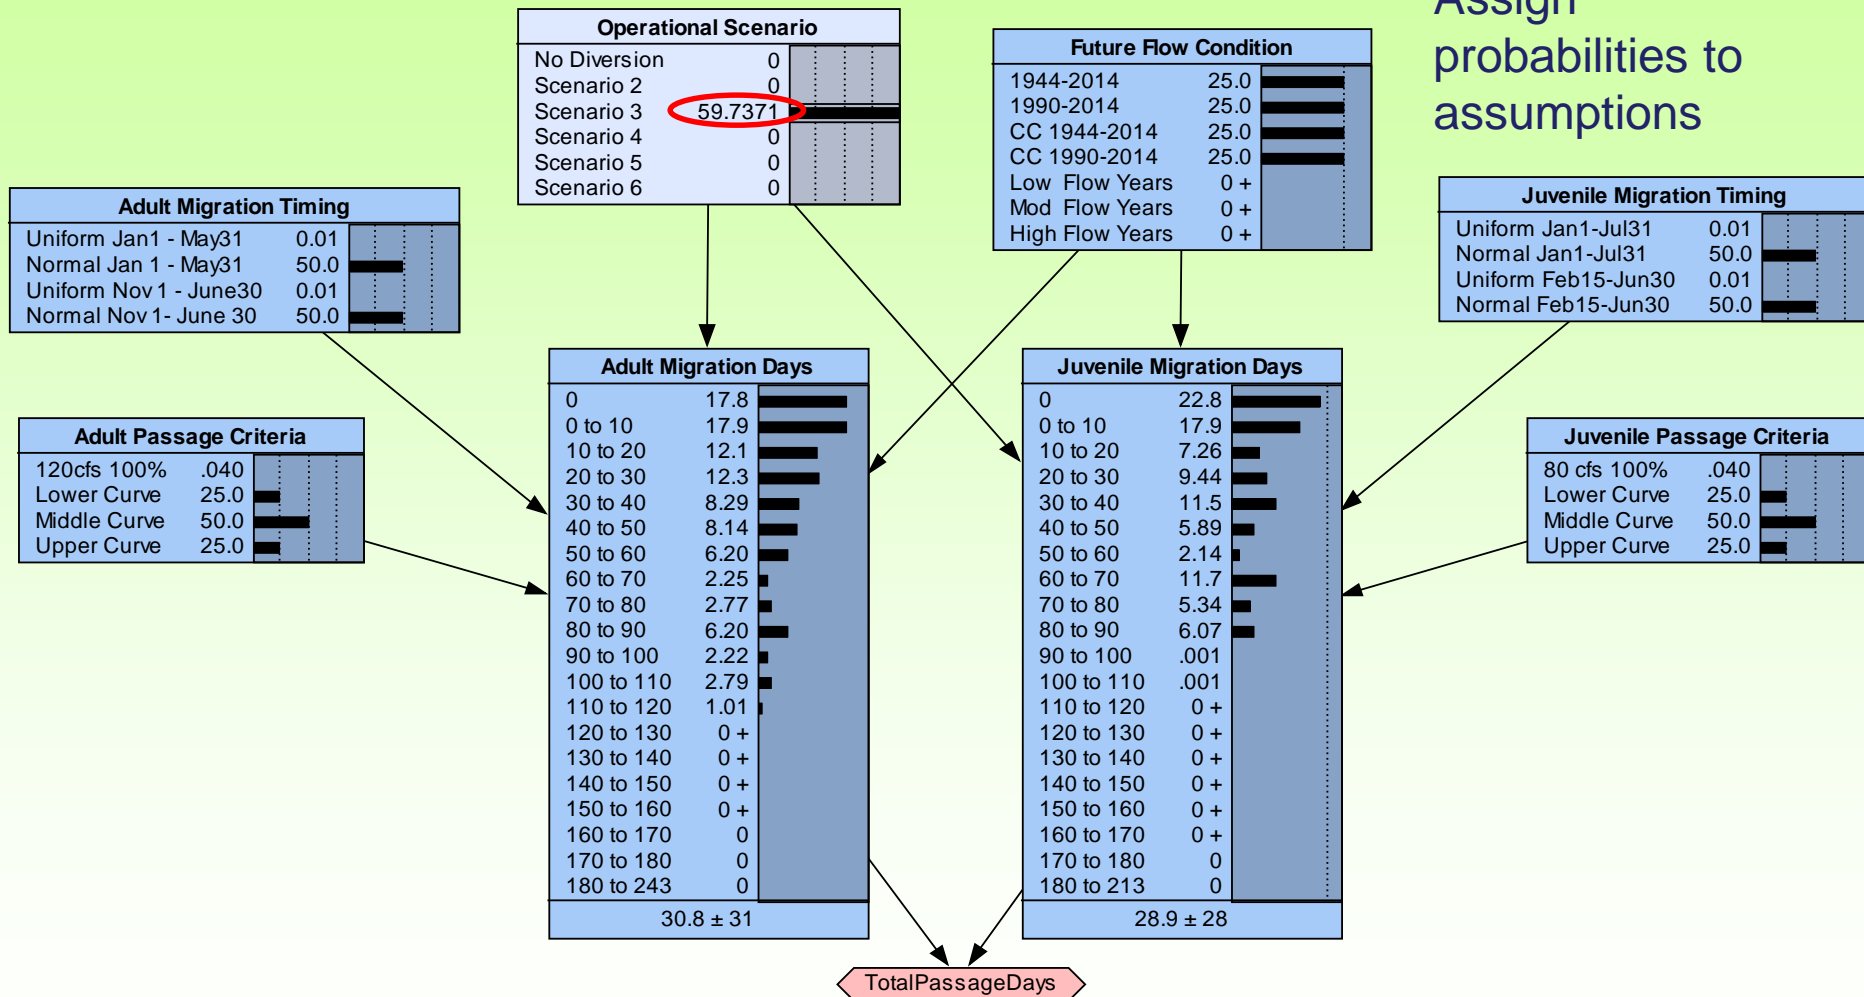 Assign
probabilities to
assumptions
Operational Scenario
No Diversion 0
Scenario 2 0
Scenario 3 59.7371
Scenario 4 0
Scenario 5 0
Scenario 6 0
Future Flow Condition
1944-2014 25.0
1990-2014 25.0
CC 1944-2014 25.0
CC 1990-2014 25.0
Low Flow Years 0 +
Mod Flow Years 0 +
High Flow Years 0 +
Adult Migration Timing
Uniform Jan1 - May31 0.01
Normal Jan 1 - May31 50.0
Uniform Nov 1 - June30 0.01
Normal Nov 1- June 30 50.0
Juvenile Migration Timing
Uniform Jan1-Jul31 0.01
Normal Jan1-Jul31 50.0
Uniform Feb15-Jun30 0.01
Normal Feb15-Jun30 50.0
Adult Passage Criteria
120cfs 100% .040
Lower Curve 25.0
Middle Curve 50.0
Upper Curve 25.0
Adult Migration Days
0 17.8
0 to 10 17.9
10 to 20 12.1
20 to 30 12.3
30 to 40 8.29
40 to 50 8.14
50 to 60 6.20
60 to 70 2.25
70 to 80 2.77
80 to 90 6.20
90 to 100 2.22
100 to 110 2.79
110 to 120 1.01
120 to 130 0 +
130 to 140 0 +
140 to 150 0 +
150 to 160 0 +
160 to 170 0
170 to 180 0
180 to 243 0
30.8 ± 31
Juvenile Migration Days
0 22.8
0 to 10 17.9
10 to 20 7.26
20 to 30 9.44
30 to 40 11.5
40 to 50 5.89
50 to 60 2.14
60 to 70 11.7
70 to 80 5.34
80 to 90 6.07
90 to 100 .001
100 to 110 .001
110 to 120 0 +
120 to 130 0 +
130 to 140 0 +
140 to 150 0 +
150 to 160 0 +
160 to 170 0 +
170 to 180 0
180 to 213 0
28.9 ± 28
Juvenile Passage Criteria
80 cfs 100% .040
Lower Curve 25.0
Middle Curve 50.0
Upper Curve 25.0
TotalPassageDays